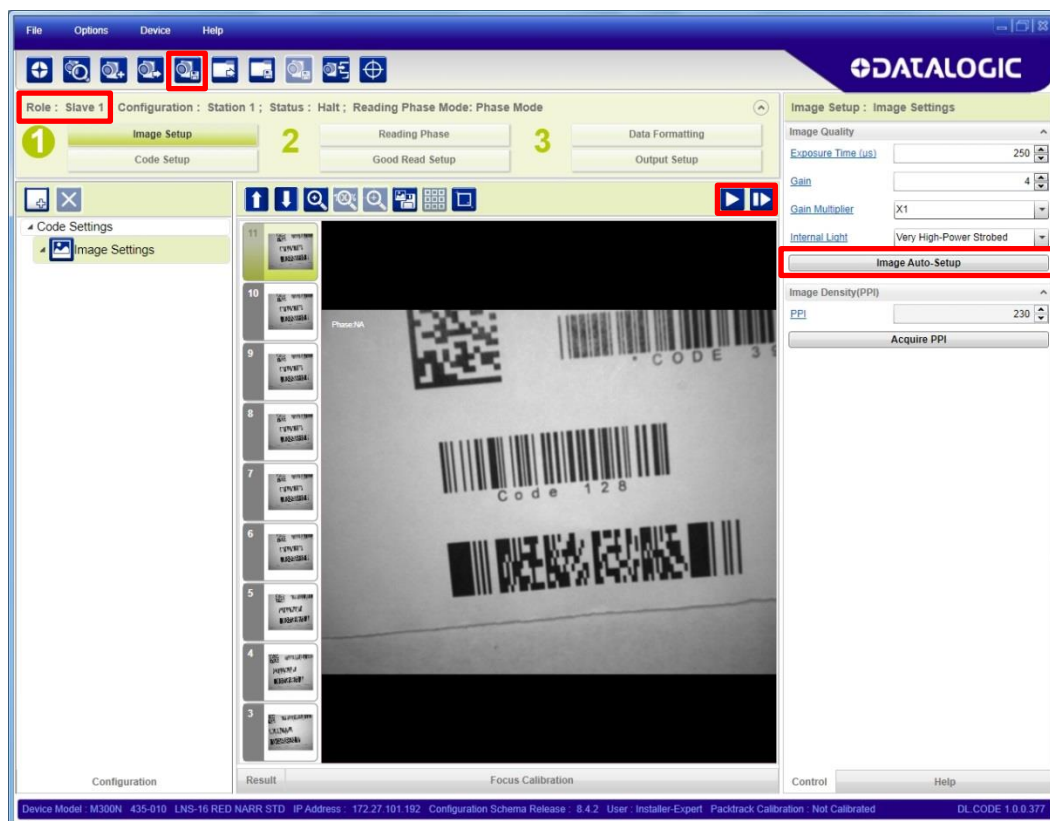 File Options Device Help
DATALOGIC
Role : Slave 1 Configuration : Station 1 ; Status : Halt ; Reading Phase Mode: Phase Mode
Image Setup : Image Settings
1 Image Setup 2 Reading Phase 3 Data Formatting
Code Setup Good Read Setup Output Setup
Image Quality
Exposure Time (µs) 250
Gain 4
Gain Multiplier X1
Internal Light Very High-Power Strobed
Image Auto-Setup
Image Density(PPI)
PPI 230
Acquire PPI
Code Settings
Image Settings
11
10
9
8
7
6
5
4
3
Phase:NA
* CODE 39
Code 128
Configuration Result Focus Calibration Control Help
Device Model : M300N 435-010 LNS-16 RED NARR STD IP Address : 172.27.101.192 Configuration Schema Release : 8.4.2 User : Installer-Expert Packtrack Calibration : Not Calibrated DL.CODE 1.0.0.377